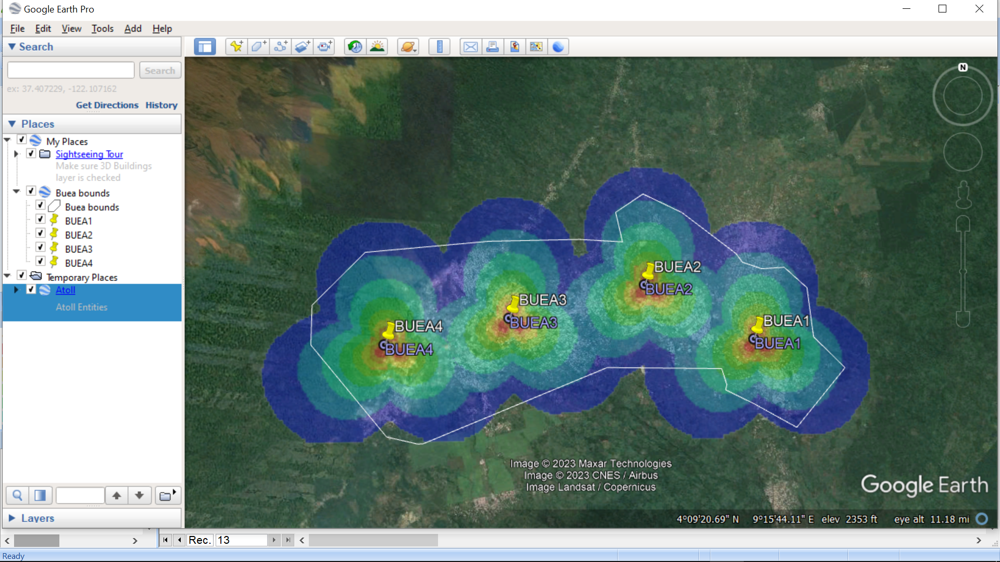 Google Earth Pro
File Edit View Tools Add Help
Search
Search
ex: 37.407229, -122.107162
Get Directions History
Places
My Places
Sightseeing Tour
Make sure 3D Buildings
layer is checked
Buea bounds
Buea bounds
BUEA1
BUEA2
BUEA3
BUEA4
Temporary Places
Atoll
Atoll Entities
Layers
N
BUEA2
BUEA2
BUEA3
BUEA3
BUEA1
BUEA1
BUEA4
BUEA4
Image © 2023 Maxar Technologies
Image © 2023 CNES / Airbus
Image Landsat / Copernicus
Google Earth
4°09'20.69" N 9°15'44.11" E elev 2353 ft eye alt 11.18 mi
Rec. 13
Ready